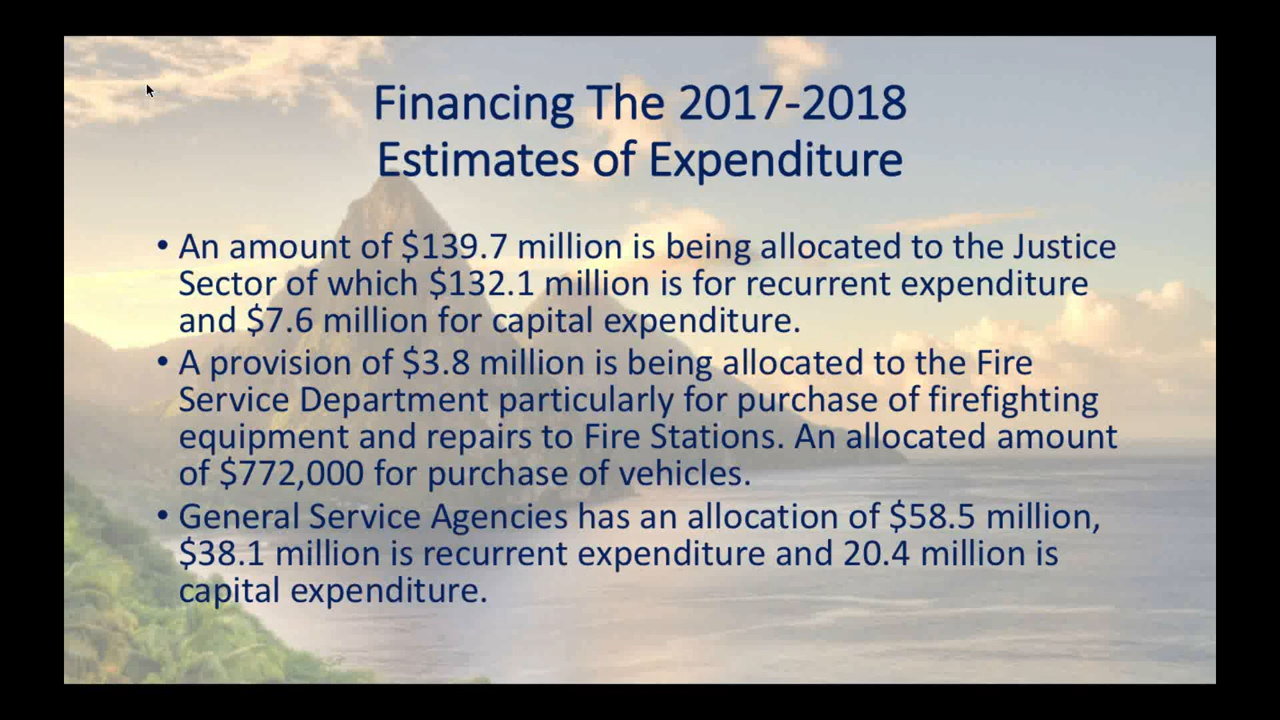 Financing The 2017-2018
Estimates of Expenditure
• An amount of $139.7 million is being allocated to the Justice
Sector of which $132.1 million is for recurrent expenditure
and $7.6 million for capital expenditure.
• A provision of $3.8 million is being allocated to the Fire
Service Department particularly for purchase of firefighting
equipment and repairs to Fire Stations. An allocated amount
of $772,000 for purchase of vehicles.
• General Service Agencies has an allocation of $58.5 million,
$38.1 million is recurrent expenditure and 20.4 million is
capital expenditure.